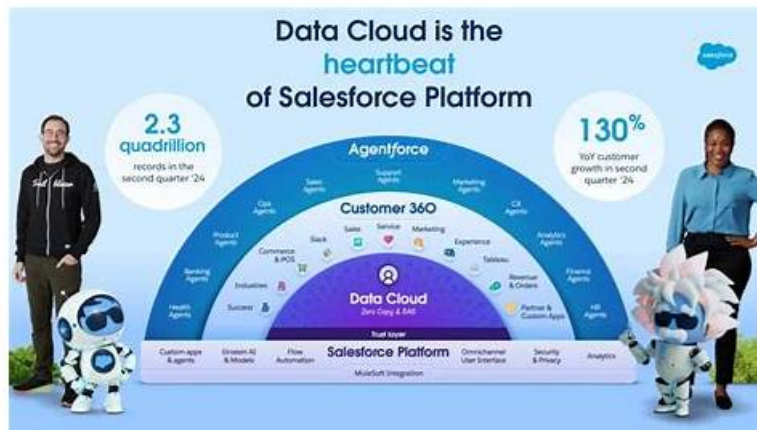 Data Cloud is the
heartbeat
of Salesforce Platform
salesforce
2.3
quadrillion
records in the
second quarter '24
130%
YoY customer
growth in second
quarter '24
Agentforce
Health
Agents
Banking
Agents
Product
Agents
Ops
Agents
Sales
Agents
Support
Agents
Marketing
Agents
CX
Agents
Analytics
Agents
Finance
Agents
HR
Agents
Customer 360
Success
Industries
Commerce
& POS
Slack
Sales
Service
Marketing
Experience
Tableau
Revenue
& Orders
Partner &
Custom Apps
Data Cloud
Zero Copy & RAG
Trust layer
Custom apps
& agents
Einstein AI
& Models
Flow
Automation
Salesforce Platform
Omnichannel
User Interface
Security
& Privacy
Analytics
MuleSoft Integration